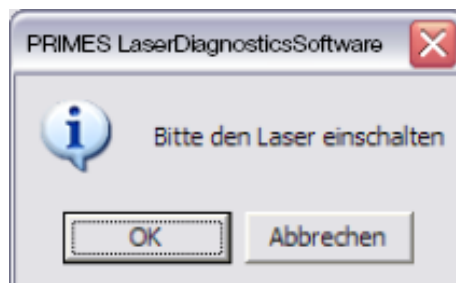 PRIMES LaserDiagnosticsSoftware
Bitte den Laser einschalten
OK Abbrechen